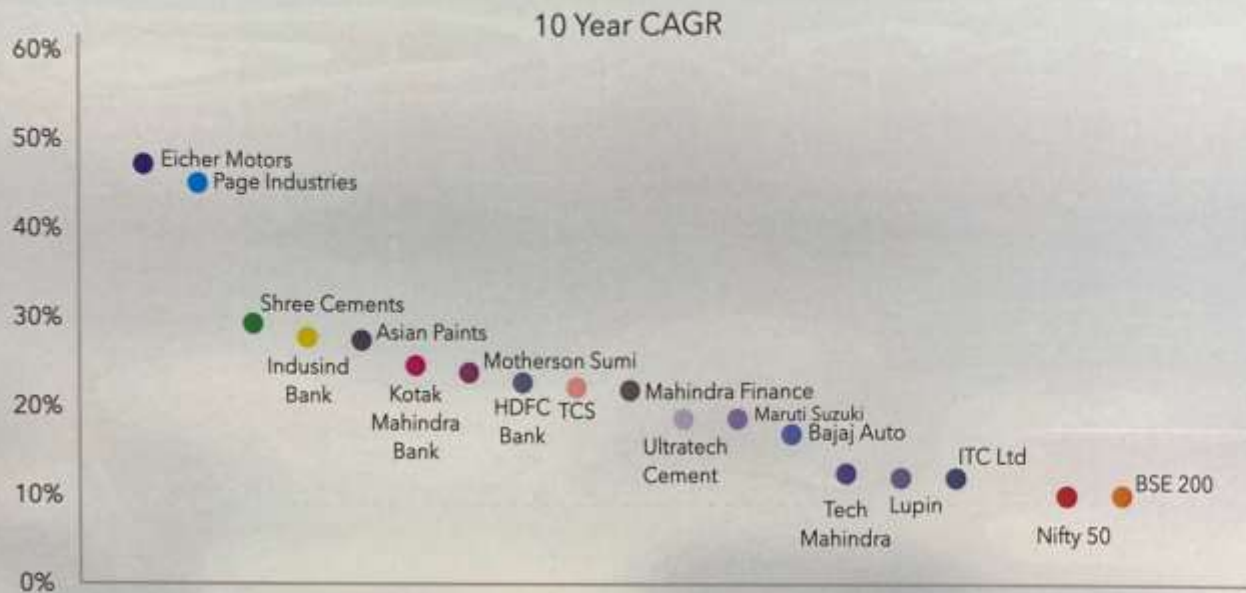 10 Year CAGR
60%
50%
40%
30%
20%
10%
0%
Eicher Motors
Page Industries
Shree Cements
Indusind
Bank
Asian Paints
Kotak
Mahindra
Bank
Motherson Sumi
HDFC
Bank
TCS
Mahindra Finance
Ultratech
Cement
Maruti Suzuki
Bajaj Auto
Tech
Mahindra
Lupin
ITC Ltd
Nifty 50
BSE 200